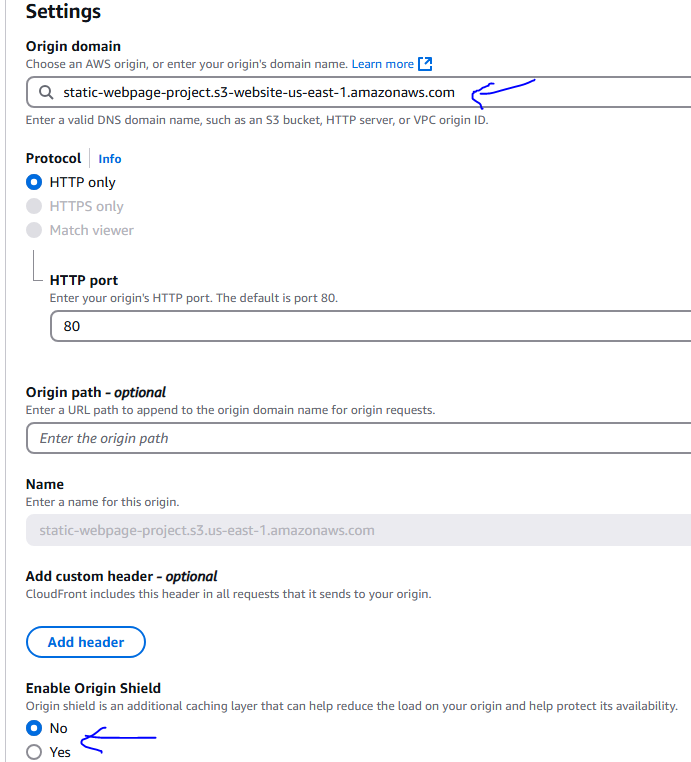 Settings
Origin domain
Choose an AWS origin, or enter your origin's domain name. Learn more
static-webpage-project.s3-website-us-east-1.amazonaws.com
Enter a valid DNS domain name, such as an S3 bucket, HTTP server, or VPC origin ID.
Protocol Info
HTTP only
HTTPS only
Match viewer
HTTP port
Enter your origin's HTTP port. The default is port 80.
80
Origin path - optional
Enter a URL path to append to the origin domain name for origin requests.
Enter the origin path
Name
Enter a name for this origin.
static-webpage-project.s3.us-east-1.amazonaws.com
Add custom header - optional
CloudFront includes this header in all requests that it sends to your origin.
Add header
Enable Origin Shield
Origin shield is an additional caching layer that can help reduce the load on your origin and help protect its availability.
No
Yes